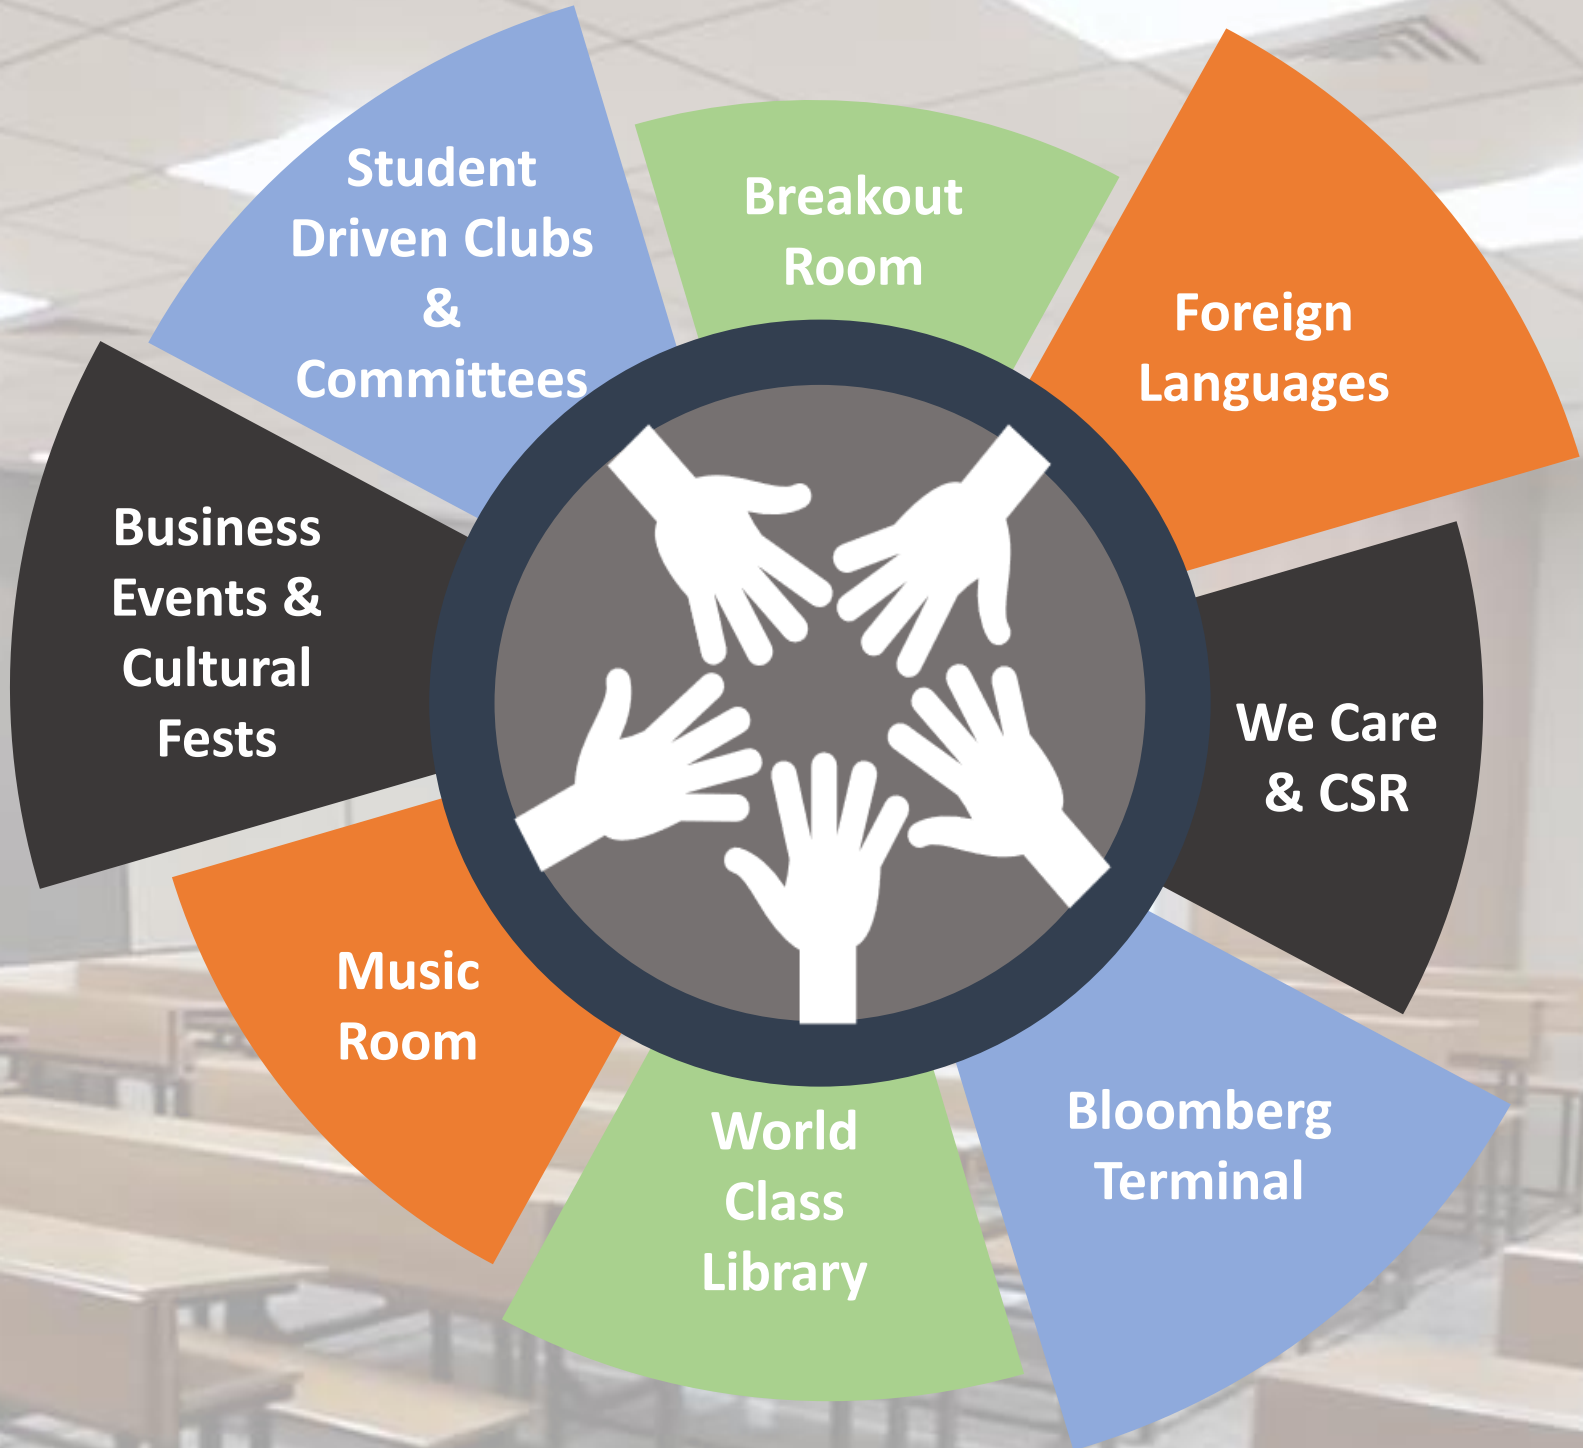 Student
Driven Clubs
&
Committees
Breakout
Room
Foreign
Languages
We Care
& CSR
Bloomberg
Terminal
World
Class
Library
Music
Room
Business
Events &
Cultural
Fests